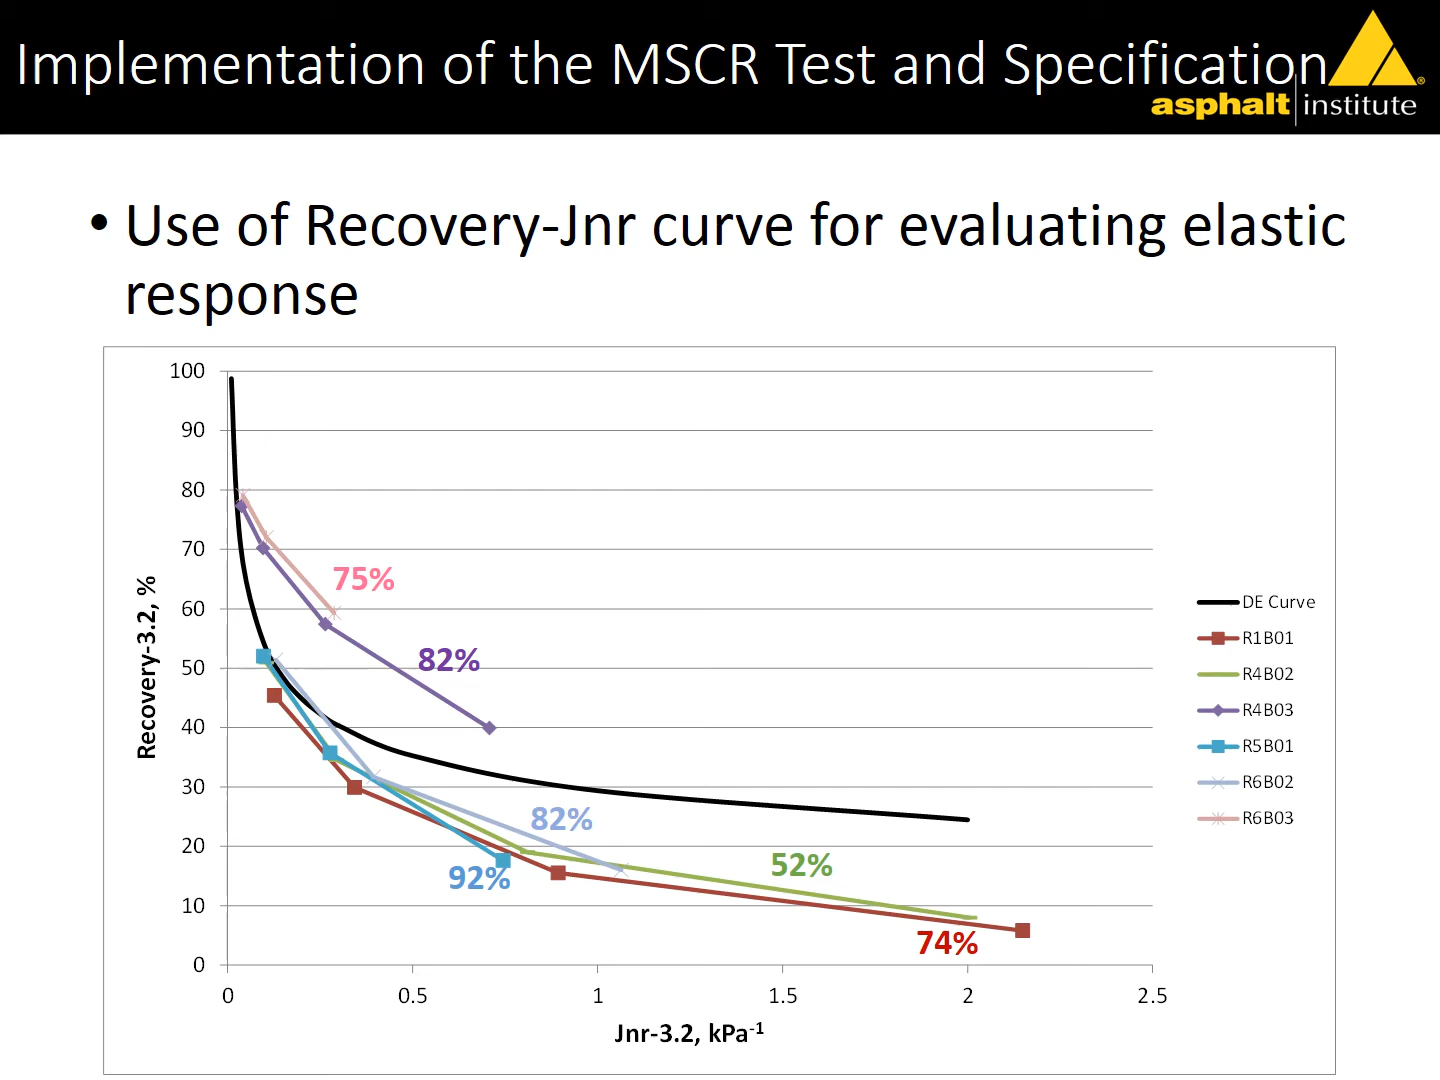 Implementation of the MSCR Test and Specification
asphalt institute®
• Use of Recovery-Jnr curve for evaluating elastic
response
100
90
80
70
60
50
40
30
20
10
0
Recovery-3.2, %
75%
82%
82%
92%
52%
74%
0 0.5 1 1.5 2 2.5
Jnr-3.2, kPa-1
DE Curve
R1B01
R4B02
R4B03
R5B01
R6B02
R6B03